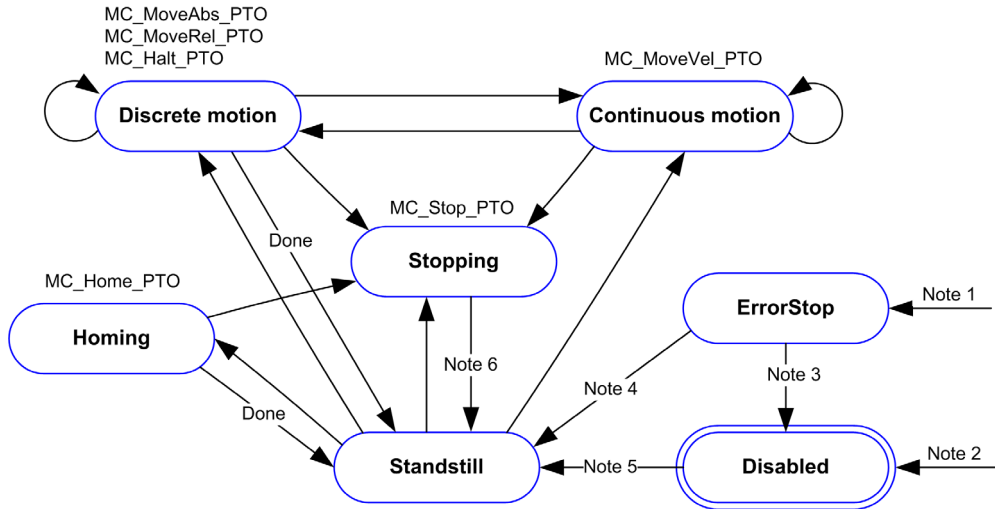 MC_MoveAbs_PTO
MC_MoveRel_PTO
MC_Halt_PTO
MC_MoveVel_PTO
Discrete motion
Continuous motion
MC_Stop_PTO
Done
Stopping
MC_Home_PTO
ErrorStop
Note 1
Homing
Note 6
Note 4
Note 3
Done
Standstill
Note 5
Disabled
Note 2